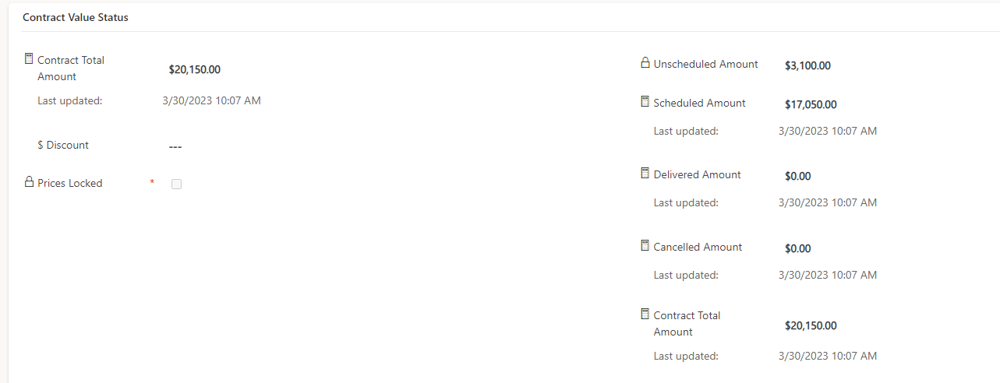 Contract Value Status
Contract Total
Amount
$20,150.00
Last updated: 3/30/2023 10:07 AM
$ Discount ---
Prices Locked *
Unscheduled Amount $3,100.00
Scheduled Amount $17,050.00
Last updated: 3/30/2023 10:07 AM
Delivered Amount $0.00
Last updated: 3/30/2023 10:07 AM
Cancelled Amount $0.00
Last updated: 3/30/2023 10:07 AM
Contract Total
Amount
$20,150.00
Last updated: 3/30/2023 10:07 AM